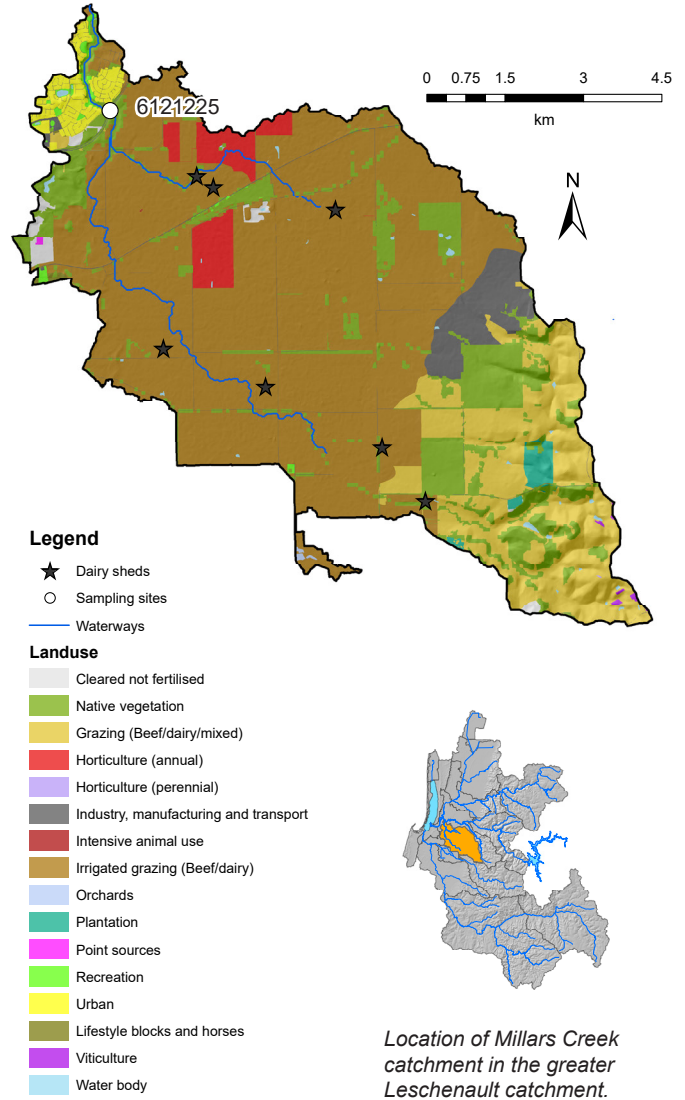 6121225
0 0.75 1.5 3 4.5
km
N
Legend
Dairy sheds
Sampling sites
Waterways
Landuse
Cleared not fertilised
Native vegetation
Grazing (Beef/dairy/mixed)
Horticulture (annual)
Horticulture (perennial)
Industry, manufacturing and transport
Intensive animal use
Irrigated grazing (Beef/dairy)
Orchards
Plantation
Point sources
Recreation
Urban
Lifestyle blocks and horses
Viticulture
Water body
Location of Millars Creek
catchment in the greater
Leschenault catchment.